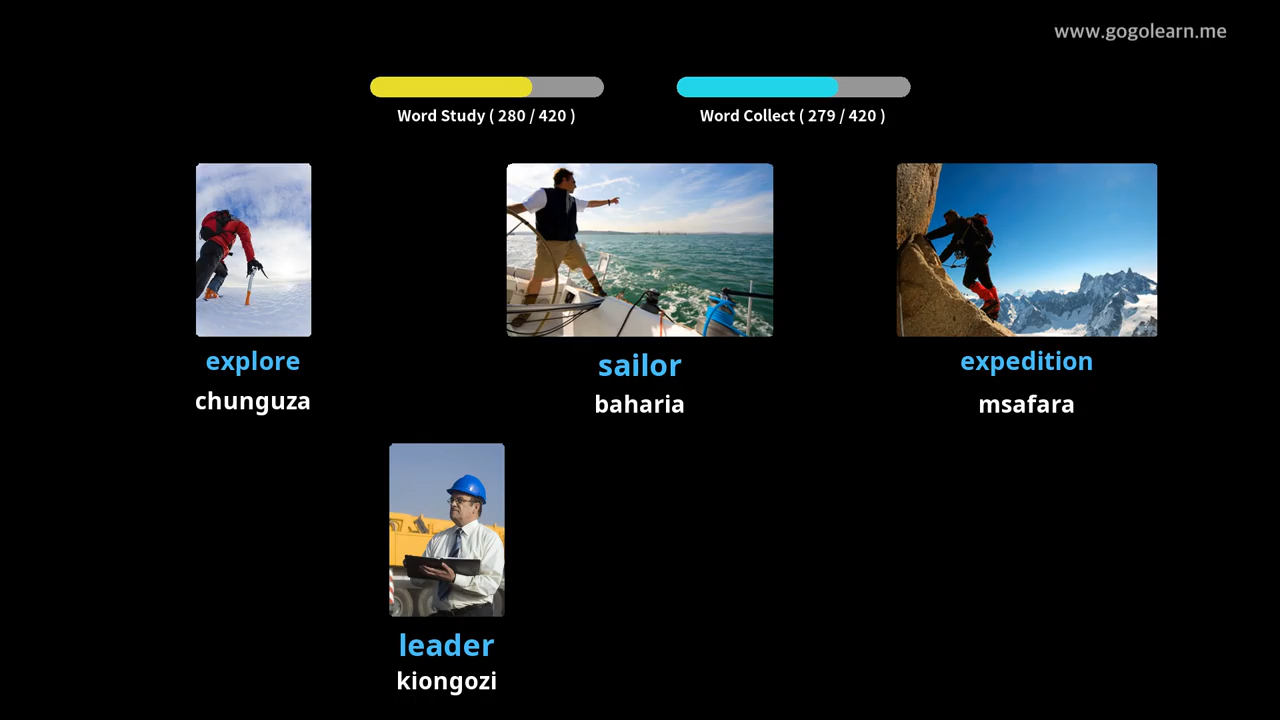 www.gogolearn.me
Word Study ( 280 / 420 )
Word Collect ( 279 / 420 )
explore
chunguza
sailor
baharia
expedition
msafara
leader
kiongozi